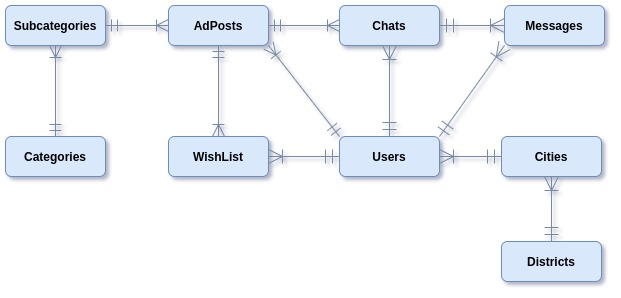 Subcategories
AdPosts
Chats
Messages
Categories
WishList
Users
Cities
Districts